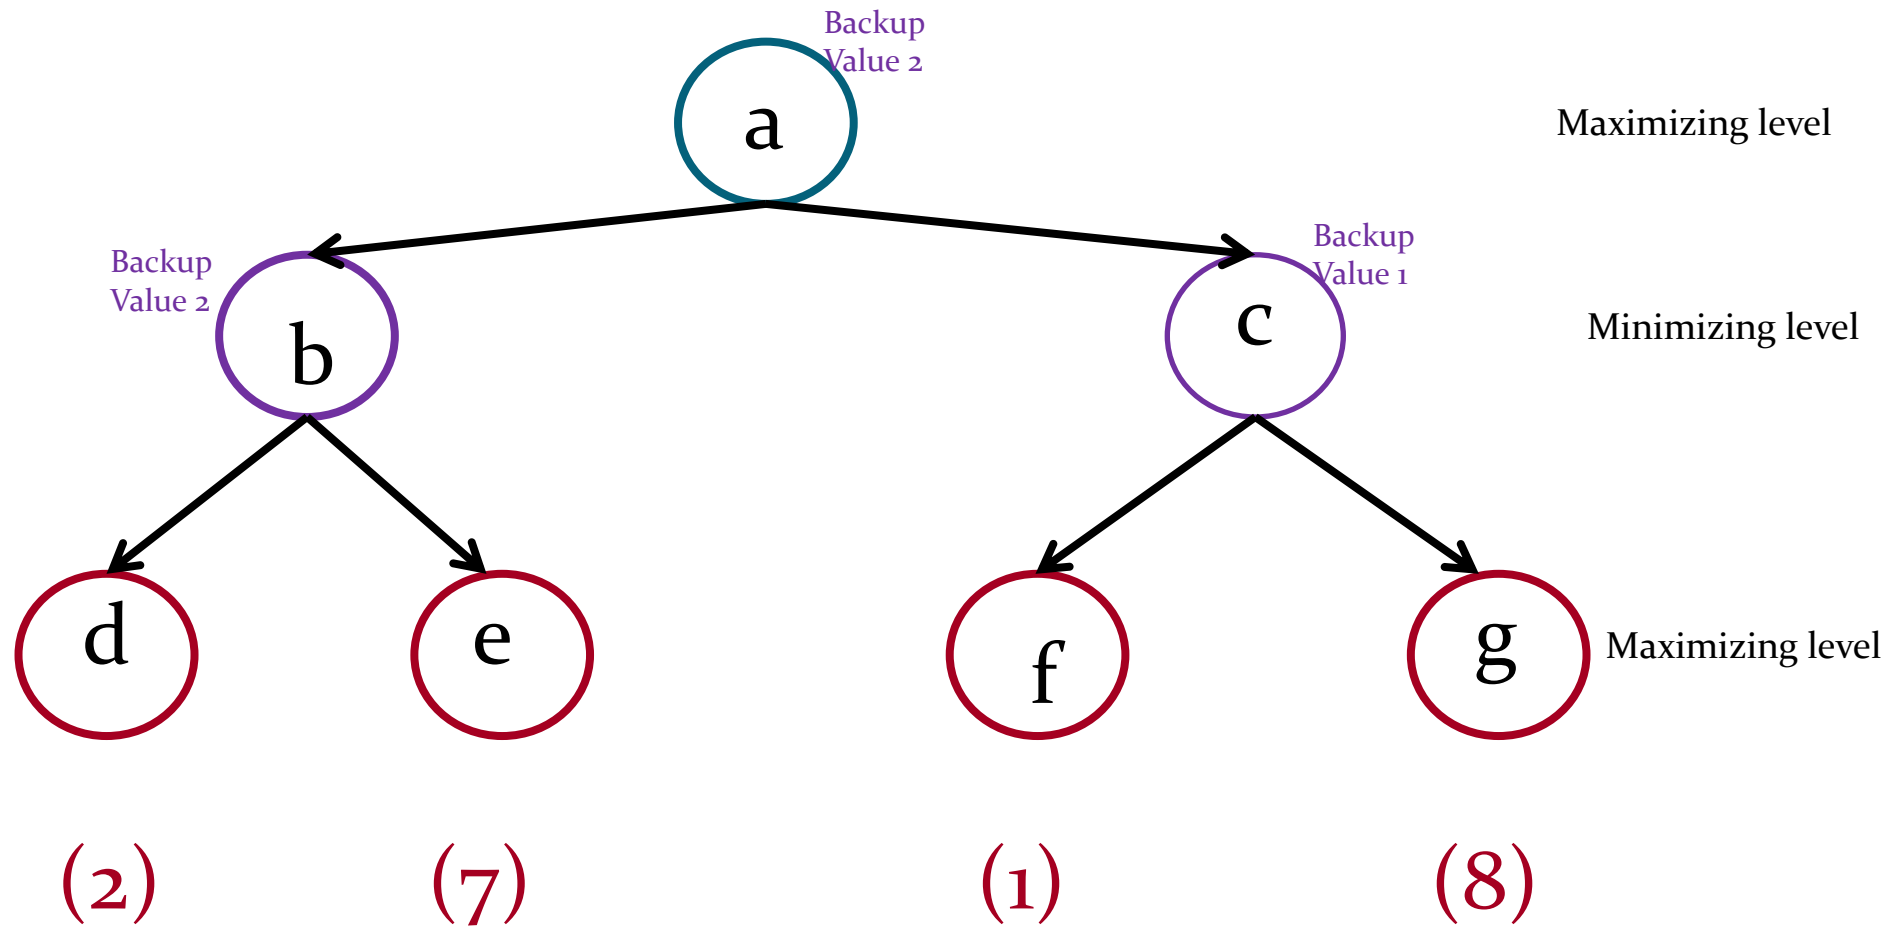 Backup
Value 2
a
Maximizing level
Backup
Value 2
b
Backup
Value 1
c
Minimizing level
d
e
f
g
Maximizing level
(2)
(7)
(1)
(8)